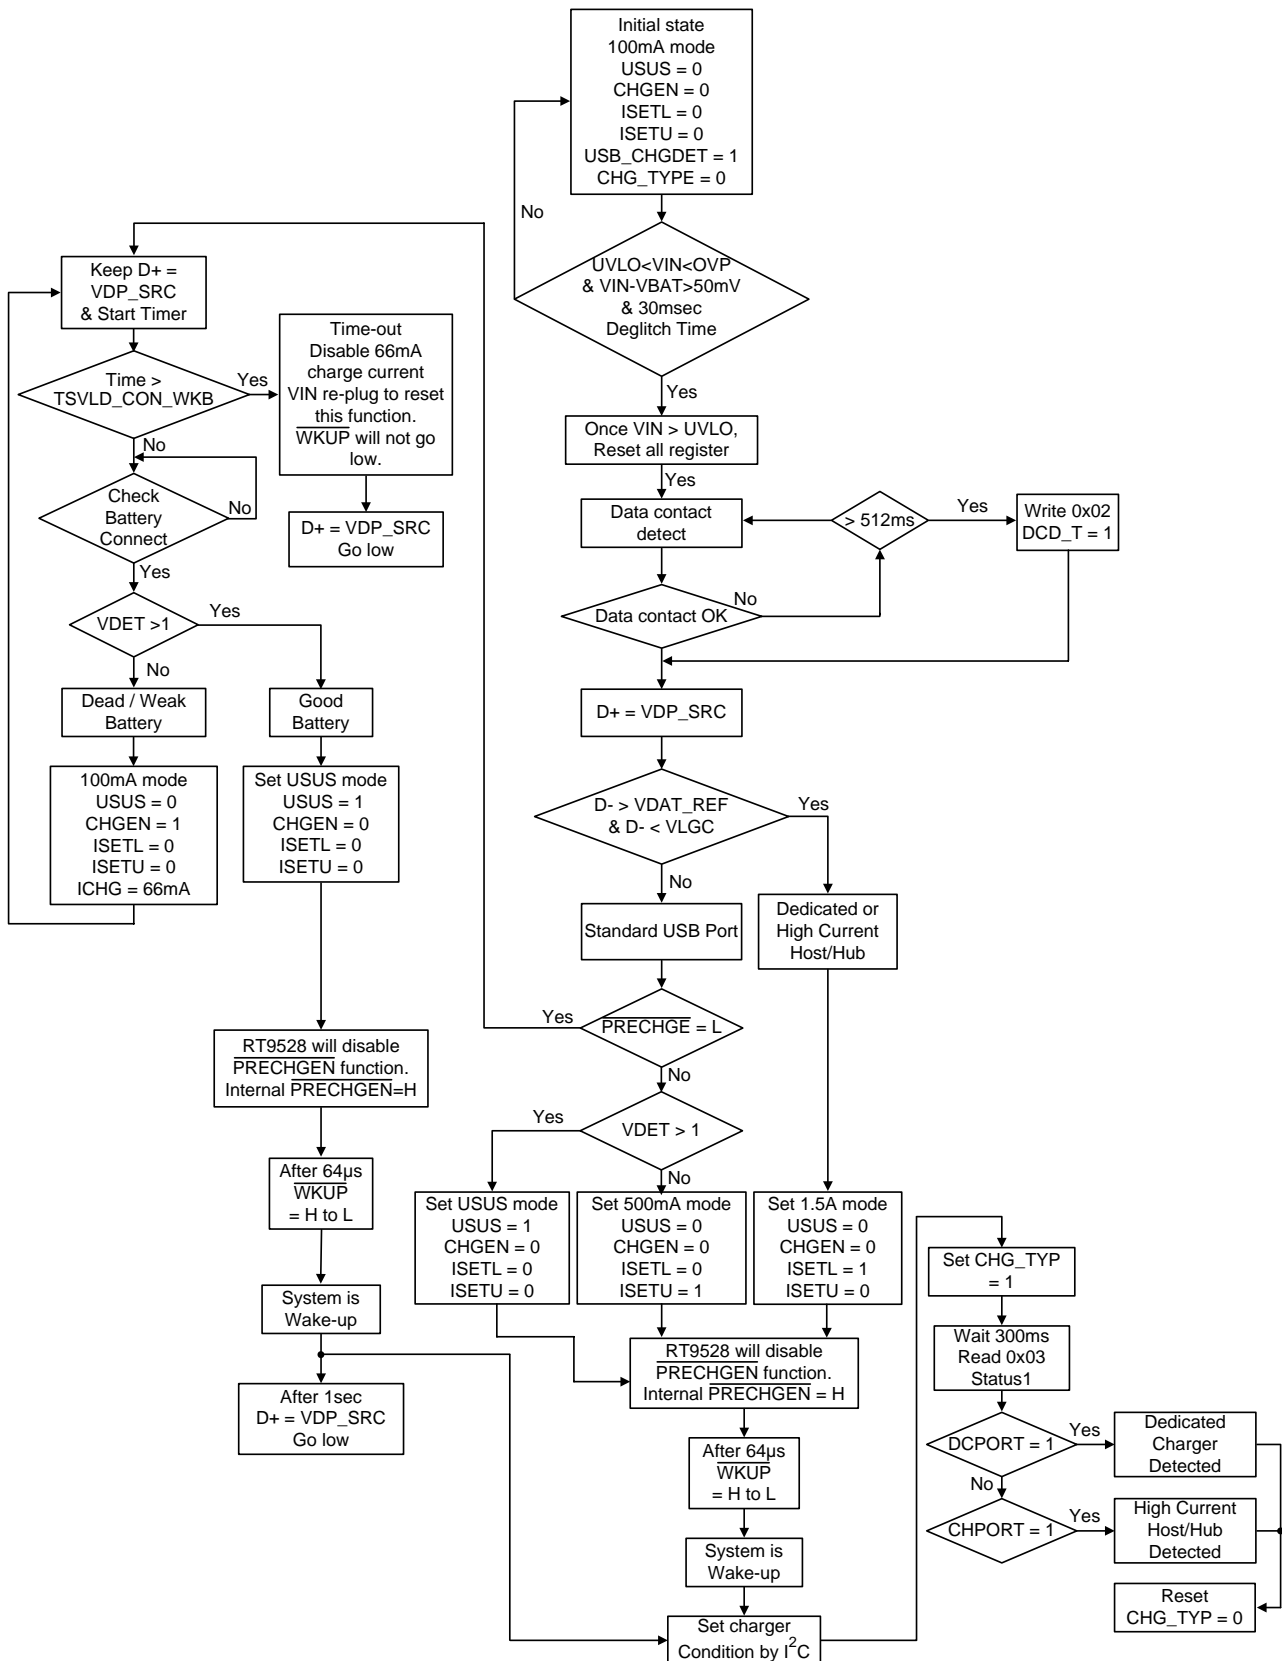 Initial state
100mA mode
USUS = 0
CHGEN = 0
ISETL = 0
ISETU = 0
USB_CHGDET = 1
CHG_TYPE = 0
No
UVLO<VIN<OVP
& VIN-VBAT>50mV
& 30msec
Deglitch Time
Yes
Once VIN > UVLO,
Reset all register
Yes
Data contact
detect
> 512ms
Yes
Write 0x02
DCD_T = 1
Data contact OK
No
D+ = VDP_SRC
D- > VDAT_REF
& D- < VLGC
Yes
No
Standard USB Port
Dedicated or
High Current
Host/Hub
PRECHGE = L
Yes
No
VDET > 1
Yes
No
Keep D+ =
VDP_SRC
& Start Timer
Time >
TSVLD_CON_WKB
Yes
Time-out
Disable 66mA
charge current
VIN re-plug to reset
this function.
WKUP will not go
low.
D+ = VDP_SRC
Go low
No
Check
Battery
Connect
No
Yes
VDET >1
Yes
No
Dead / Weak
Battery
Good
Battery
100mA mode
USUS = 0
CHGEN = 1
ISETL = 0
ISETU = 0
ICHG = 66mA
Set USUS mode
USUS = 1
CHGEN = 0
ISETL = 0
ISETU = 0
RT9528 will disable
PRECHGEN function.
Internal PRECHGEN=H
After 64µs
WKUP
= H to L
System is
Wake-up
After 1sec
D+ = VDP_SRC
Go low
Set USUS mode
USUS = 1
CHGEN = 0
ISETL = 0
ISETU = 0
Set 500mA mode
USUS = 0
CHGEN = 0
ISETL = 0
ISETU = 1
Set 1.5A mode
USUS = 0
CHGEN = 0
ISETL = 1
ISETU = 0
RT9528 will disable
PRECHGEN function.
Internal PRECHGEN = H
After 64µs
WKUP
= H to L
System is
Wake-up
Set charger
Condition by I²C
Set CHG_TYP
= 1
Wait 300ms
Read 0x03
Status1
DCPORT = 1
Yes
Dedicated
Charger
Detected
No
CHPORT = 1
Yes
High Current
Host/Hub
Detected
Reset
CHG_TYP = 0